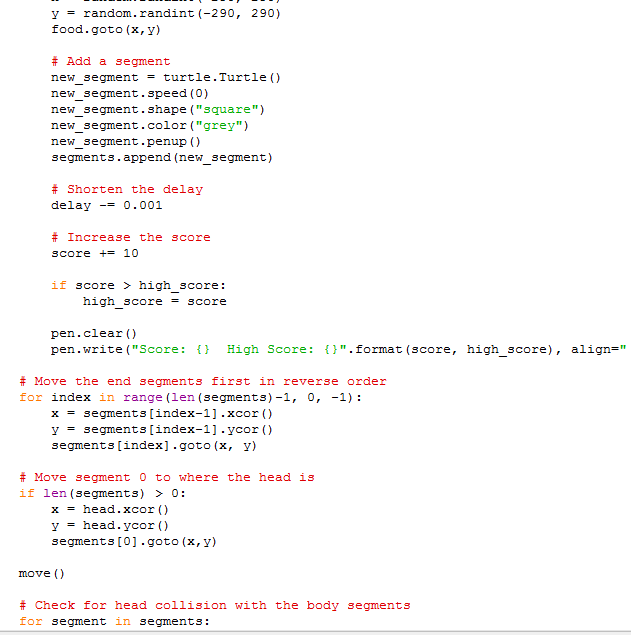 y = random.randint(-290, 290)
food.goto(x,y)
# Add a segment
new_segment = turtle.Turtle()
new_segment.speed(0)
new_segment.shape("square")
new_segment.color("grey")
new_segment.penup()
segments.append(new_segment)
# Shorten the delay
delay -= 0.001
# Increase the score
score += 10
if score > high_score:
high_score = score
pen.clear()
pen.write("Score: {}  High Score: {}".format(score, high_score), align="
# Move the end segments first in reverse order
for index in range(len(segments)-1, 0, -1):
x = segments[index-1].xcor()
y = segments[index-1].ycor()
segments[index].goto(x, y)
# Move segment 0 to where the head is
if len(segments) > 0:
x = head.xcor()
y = head.ycor()
segments[0].goto(x,y)
move()
# Check for head collision with the body segments
for segment in segments: